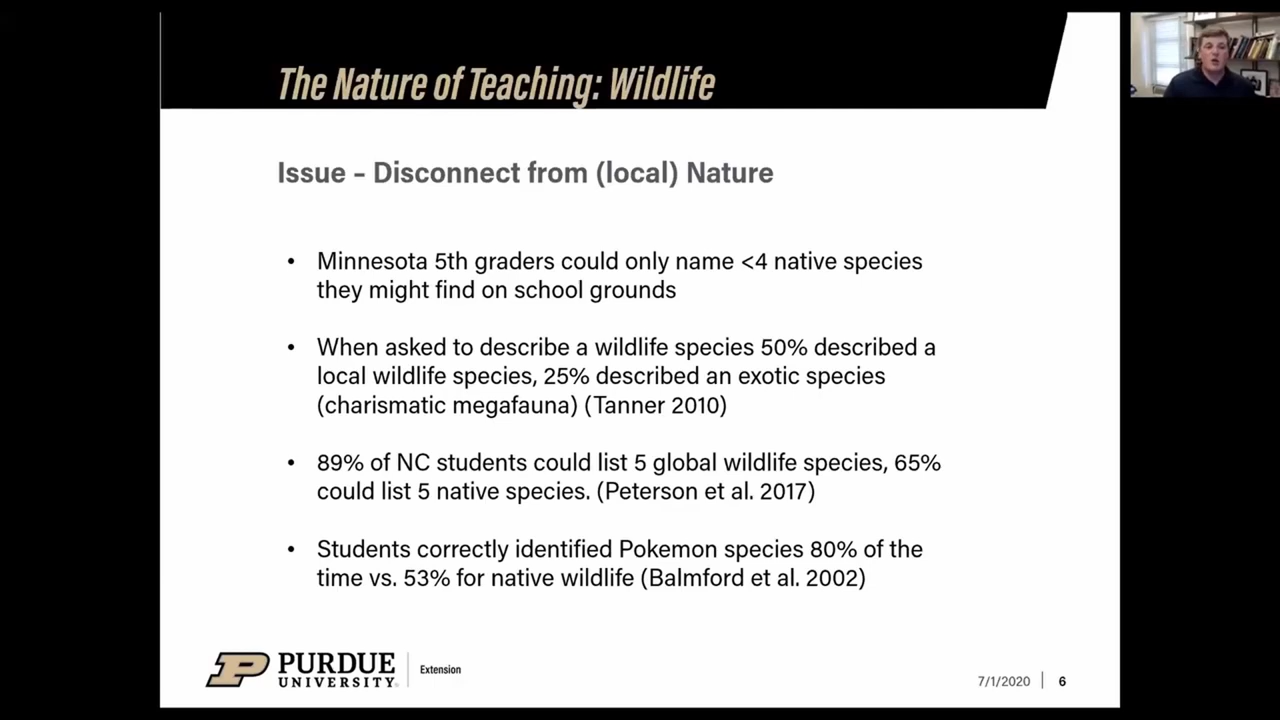 The Nature of Teaching: Wildlife
Issue – Disconnect from (local) Nature
• Minnesota 5th graders could only name <4 native species
they might find on school grounds
• When asked to describe a wildlife species 50% described a
local wildlife species, 25% described an exotic species
(charismatic megafauna) (Tanner 2010)
• 89% of NC students could list 5 global wildlife species, 65%
could list 5 native species. (Peterson et al. 2017)
• Students correctly identified Pokemon species 80% of the
time vs. 53% for native wildlife (Balmford et al. 2002)
PURDUE
UNIVERSITY
Extension
7/1/2020
6